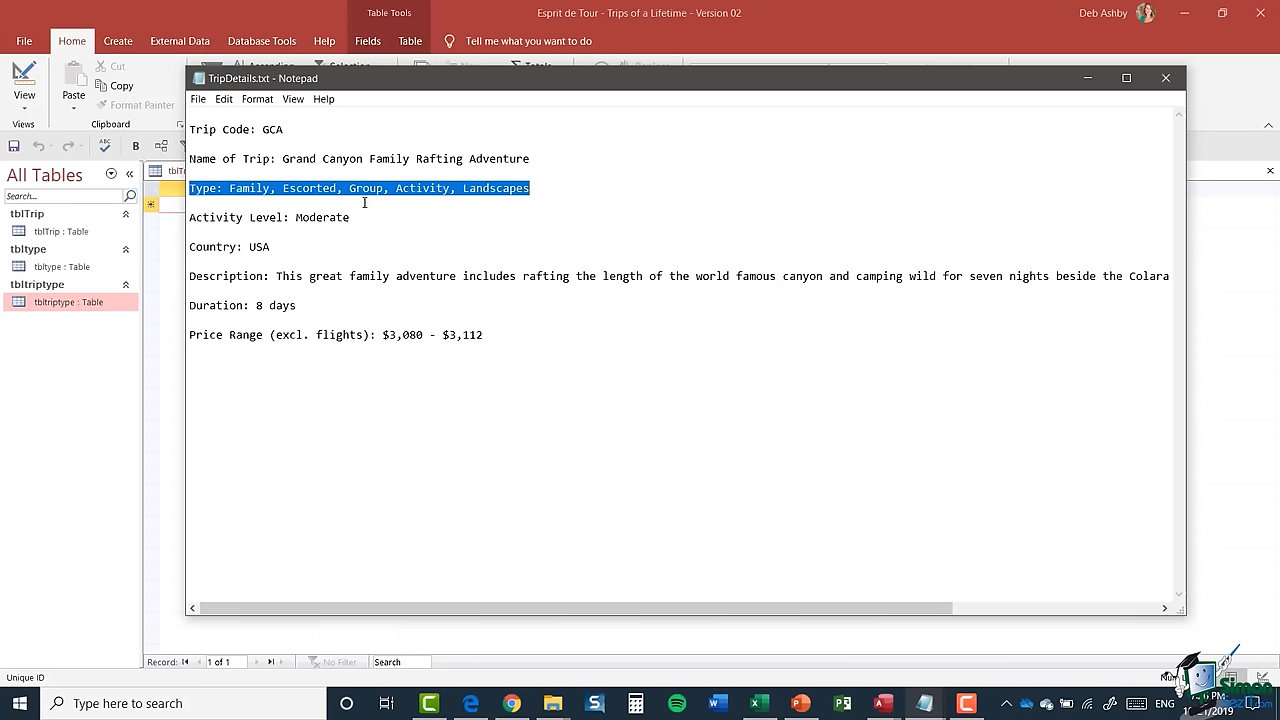 Table Tools
Esprit de Tour - Trips of a Lifetime - Version 02
Deb Ashby
File
Home
Create
External Data
Database Tools
Help
Fields
Table
Tell me what you want to do
View
Views
Paste
Cut
Copy
Format Painter
Clipboard
Ascending
Selection
Totals
TripDetails.txt - Notepad
File Edit Format View Help
Trip Code: GCA
Name of Trip: Grand Canyon Family Rafting Adventure
Type: Family, Escorted, Group, Activity, Landscapes
Activity Level: Moderate
Country: USA
Description: This great family adventure includes rafting the length of the world famous canyon and camping wild for seven nights beside the Colara
Duration: 8 days
Price Range (excl. flights): $3,080 - $3,112
All Tables
Search...
tblTrip
tblTrip : Table
tbltype
tbltype : Table
tbltriptype
tbltriptype : Table
Record: 1 of 1 No Filter Search
Unique ID
Type here to search
ENG